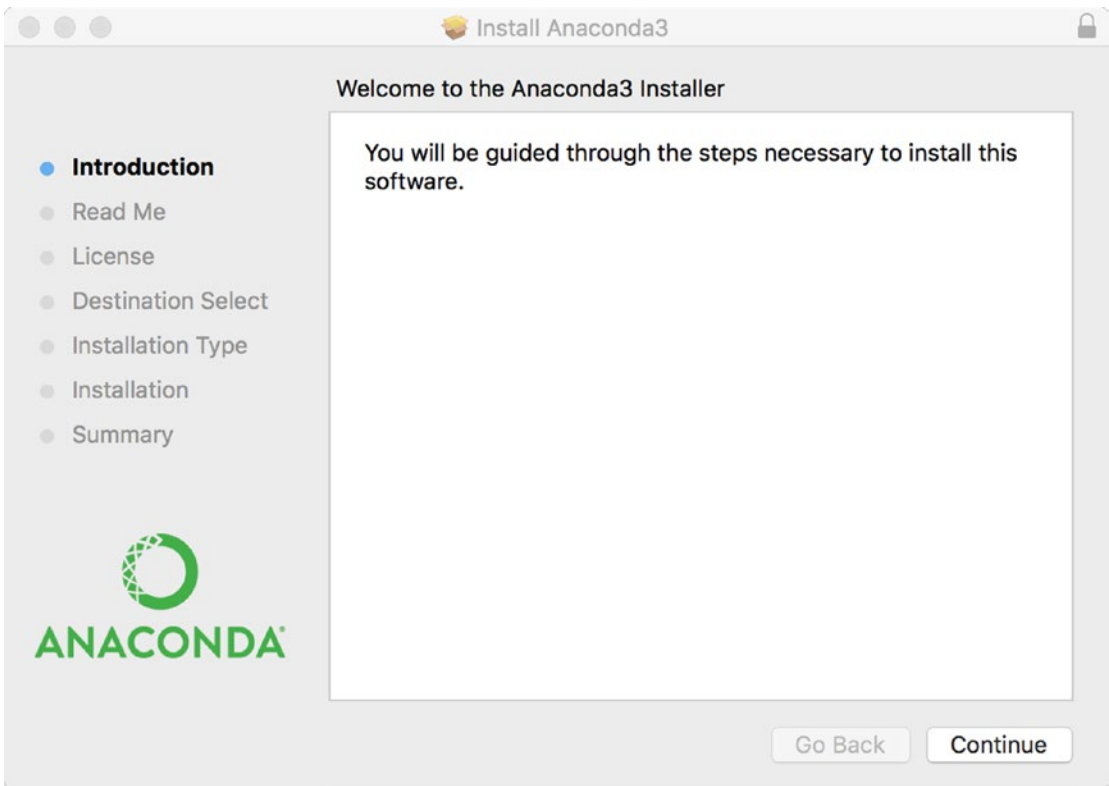 Install Anaconda3
Welcome to the Anaconda3 Installer
Introduction
Read Me
License
Destination Select
Installation Type
Installation
Summary
You will be guided through the steps necessary to install this
software.
ANACONDA
Go Back
Continue